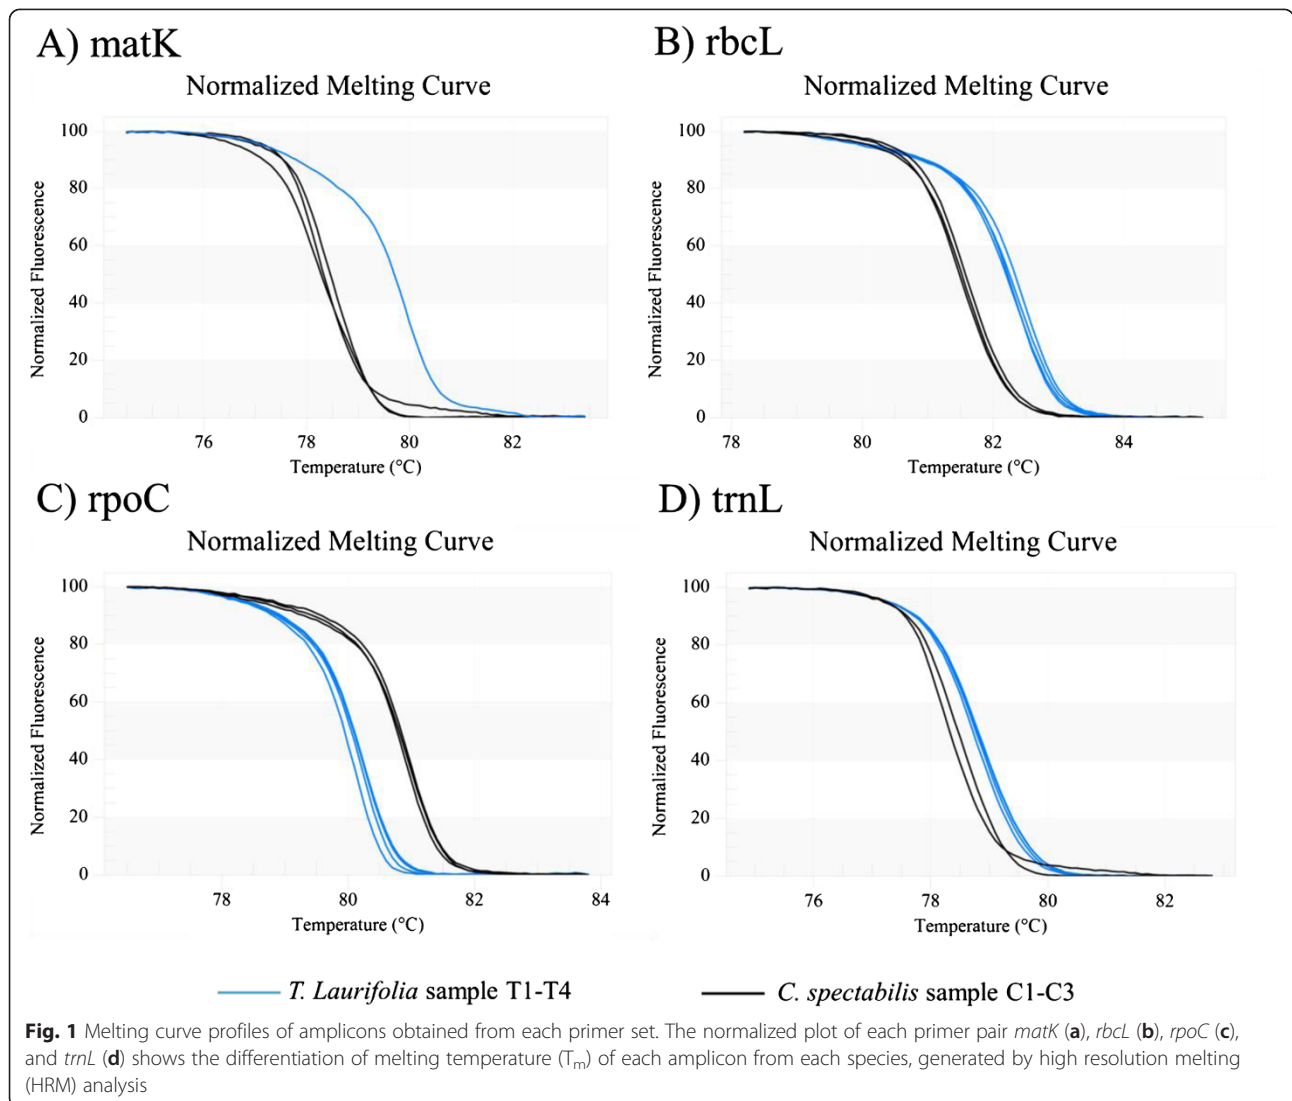 A) matK
Normalized Melting Curve
100
80
60
40
20
0
Normalized Fluorescence
76 78 80 82
Temperature (°C)
B) rbcL
Normalized Melting Curve
100
80
60
40
20
0
Normalized Fluorescence
78 80 82 84
Temperature (°C)
C) rpoC
Normalized Melting Curve
100
80
60
40
20
0
Normalized Fluorescence
78 80 82 84
Temperature (°C)
D) trnL
Normalized Melting Curve
100
80
60
40
20
0
Normalized Fluorescence
76 78 80 82
Temperature (°C)
T. Laurifolia sample T1-T4
C. spectabilis sample C1-C3
Fig. 1 Melting curve profiles of amplicons obtained from each primer set. The normalized plot of each primer pair matK (a), rbcL (b), rpoC (c),
and trnL (d) shows the differentiation of melting temperature (Tm) of each amplicon from each species, generated by high resolution melting
(HRM) analysis